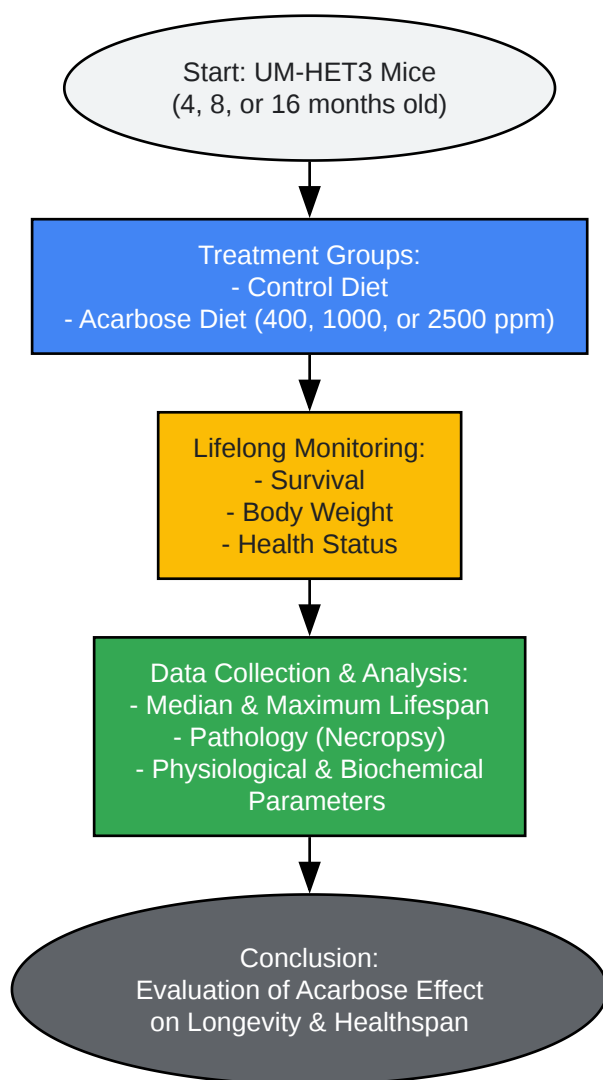 Start: UM-HET3 Mice
(4, 8, or 16 months old)
Treatment Groups:
- Control Diet
- Acarbose Diet (400, 1000, or 2500 ppm)
Lifelong Monitoring:
- Survival
- Body Weight
- Health Status
Data Collection & Analysis:
- Median & Maximum Lifespan
- Pathology (Necropsy)
- Physiological & Biochemical
Parameters
Conclusion:
Evaluation of Acarbose Effect
on Longevity & Healthspan